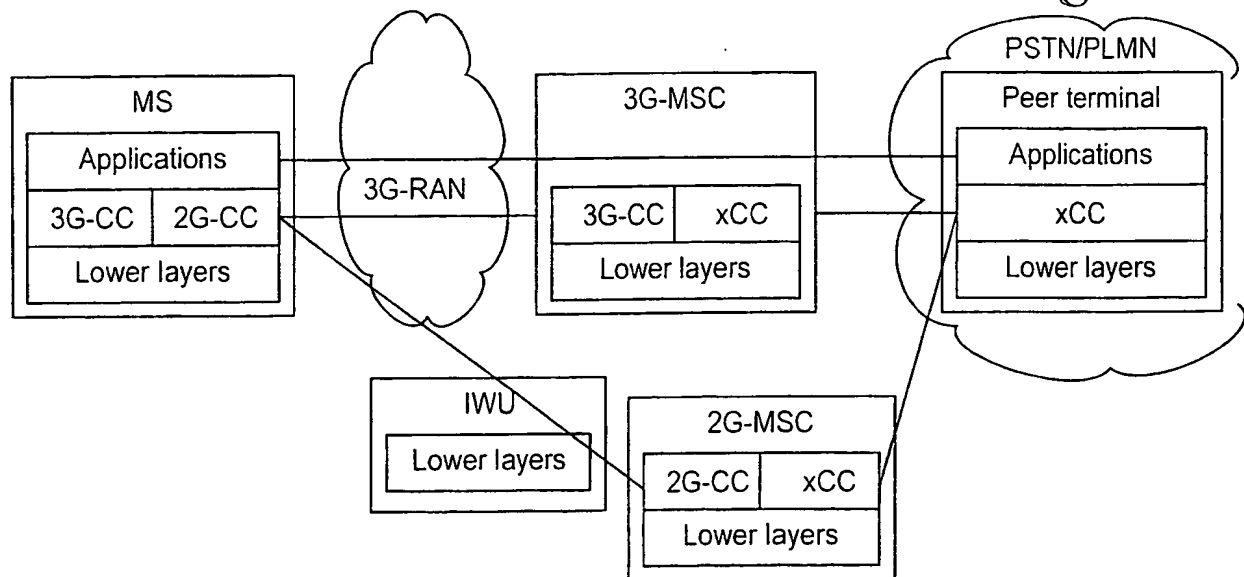 PSTN/PLMN
MS
Applications
3G-CC 2G-CC
Lower layers
3G-RAN
3G-MSC
3G-CC xCC
Lower layers
Peer terminal
Applications
xCC
Lower layers
IWU
Lower layers
2G-MSC
2G-CC xCC
Lower layers